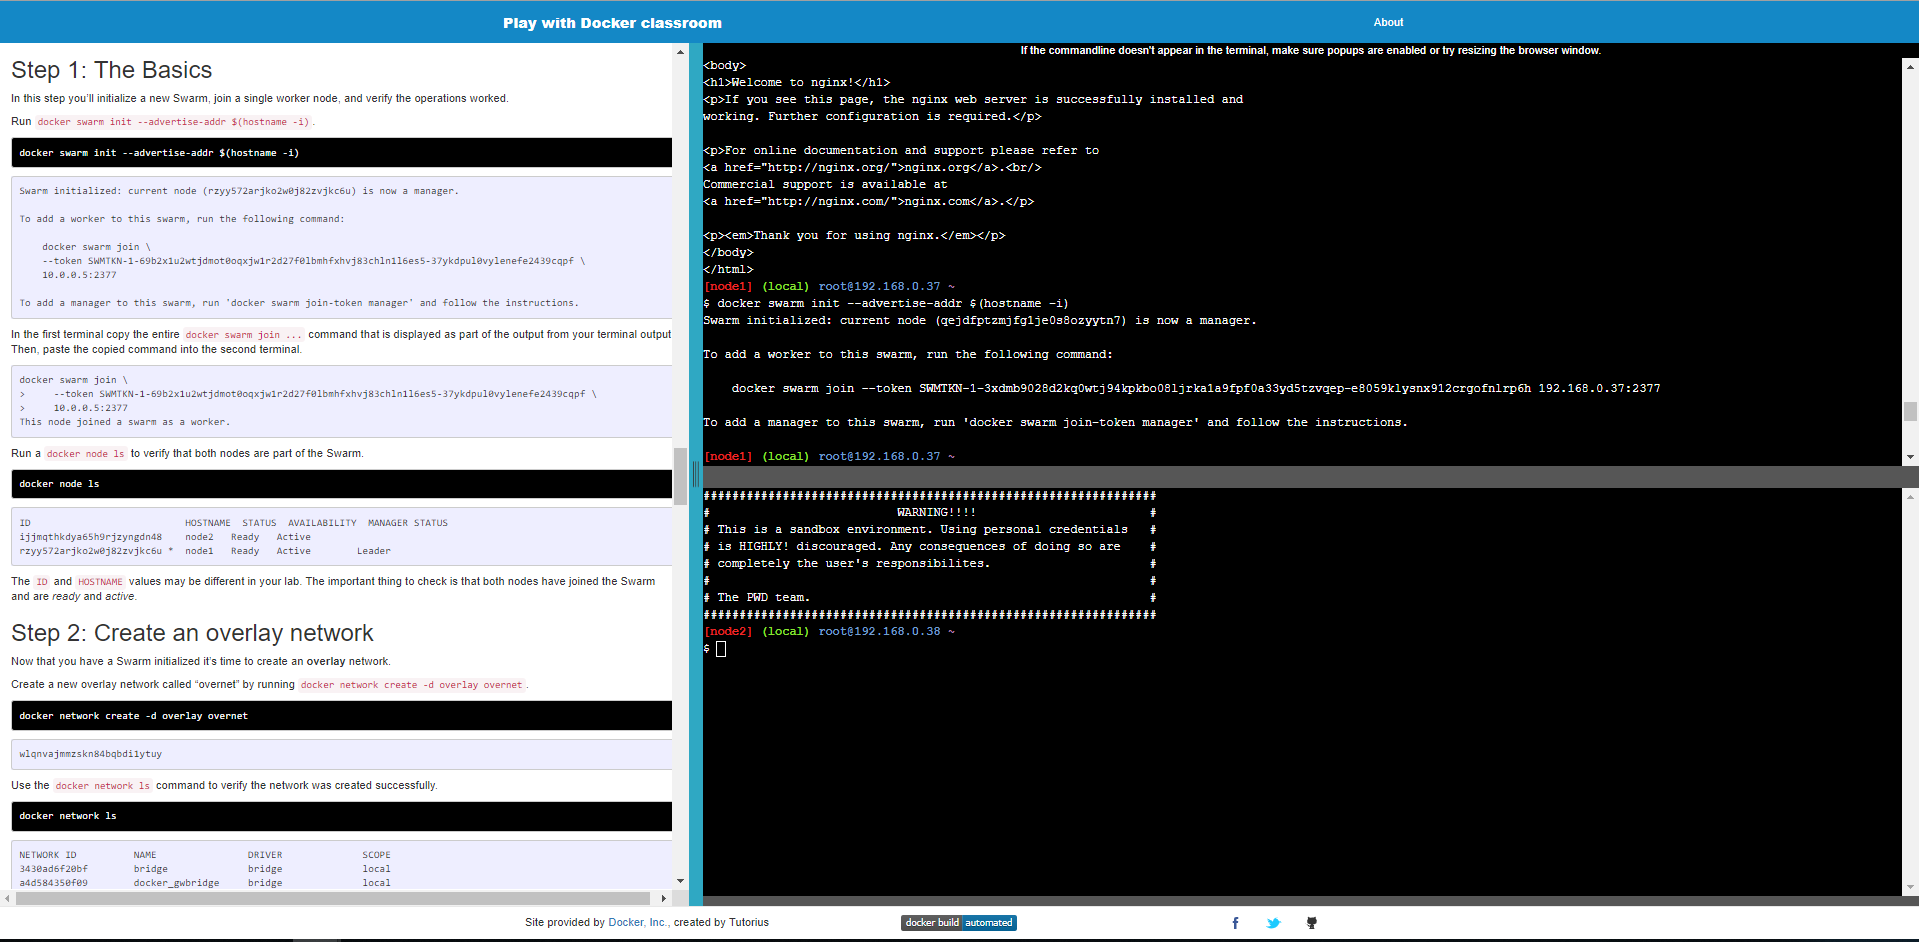 Play with Docker classroom
About
Step 1: The Basics
In this step you'll initialize a new Swarm, join a single worker node, and verify the operations worked.
Run docker swarm init --advertise-addr $(hostname -i).
docker swarm init --advertise-addr $(hostname -i)
Swarm initialized: current node (rzyy572arjko2w0j82zvjkc6u) is now a manager.
To add a worker to this swarm, run the following command:
docker swarm join \
--token SWMTKN-1-69b2x1u2wtjdmot0oqxjw1r2d27f0lbmhfxhvj83chln1l6es5-37ykdpul0vylenefe2439cqpf \
10.0.0.5:2377
To add a manager to this swarm, run 'docker swarm join-token manager' and follow the instructions.
In the first terminal copy the entire docker swarm join ... command that is displayed as part of the output from your terminal output
Then, paste the copied command into the second terminal.
docker swarm join \
>     --token SWMTKN-1-69b2x1u2wtjdmot0oqxjw1r2d27f0lbmhfxhvj83chln1l6es5-37ykdpul0vylenefe2439cqpf \
>     10.0.0.5:2377
This node joined a swarm as a worker.
Run a docker node ls to verify that both nodes are part of the Swarm.
docker node ls
ID HOSTNAME STATUS AVAILABILITY MANAGER STATUS
ijjmqthkdya65h9rjzyngdn48 node2 Ready Active
rzyy572arjko2w0j82zvjkc6u * node1 Ready Active Leader
The ID and HOSTNAME values may be different in your lab. The important thing to check is that both nodes have joined the Swarm
and are ready and active.
Step 2: Create an overlay network
Now that you have a Swarm initialized it's time to create an overlay network.
Create a new overlay network called "overnet" by running docker network create -d overlay overnet.
docker network create -d overlay overnet
wlqnvajmmzskn84bqbdi1ytuy
Use the docker network ls command to verify the network was created successfully.
docker network ls
NETWORK ID NAME DRIVER SCOPE
3430ad6f20bf bridge bridge local
a4d584350f09 docker_gwbridge bridge local
If the commandline doesn't appear in the terminal, make sure popups are enabled or try resizing the browser window.
<body>
<h1>Welcome to nginx!</h1>
<p>If you see this page, the nginx web server is successfully installed and
working. Further configuration is required.</p>
<p>For online documentation and support please refer to
<a href="http://nginx.org/">nginx.org</a>.<br/>
Commercial support is available at
<a href="http://nginx.com/">nginx.com</a>.</p>
<p><em>Thank you for using nginx.</em></p>
</body>
</html>
[node1] (local) root@192.168.0.37 ~
$ docker swarm init --advertise-addr $(hostname -i)
Swarm initialized: current node (qejdfptzmjfg1je0s8ozyytn7) is now a manager.
To add a worker to this swarm, run the following command:
docker swarm join --token SWMTKN-1-3xdmb9028d2kq0wtj94kpkbo08ljrka1a9fpf0a33yd5tzvqep-e8059klysnx912crgofnlrp6h 192.168.0.37:2377
To add a manager to this swarm, run 'docker swarm join-token manager' and follow the instructions.
[node1] (local) root@192.168.0.37 ~
###############################################################
# WARNING!!!! #
# This is a sandbox environment. Using personal credentials #
# is HIGHLY! discouraged. Any consequences of doing so are #
# completely the user's responsibilites. #
# #
# The PWD team. #
###############################################################
[node2] (local) root@192.168.0.38 ~
$
Site provided by Docker, Inc., created by Tutorius
docker build automated